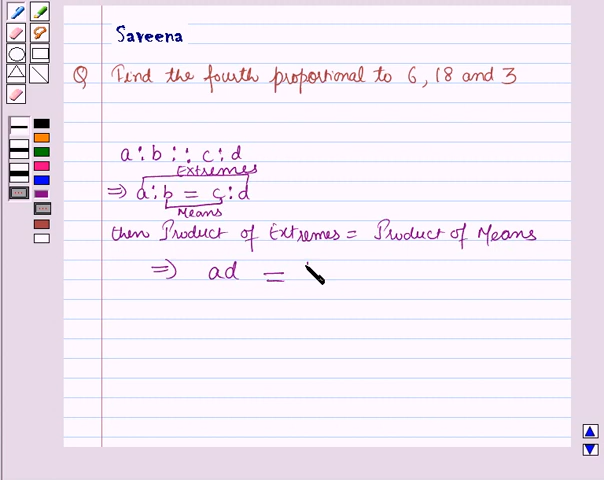 Saveena
Q Find the fourth proportional to 6, 18 and 3
a : b : : c : d
Extremes
⇒ a : b = c : d
Means
then Product of Extremes = Product of Means
⇒ ad =